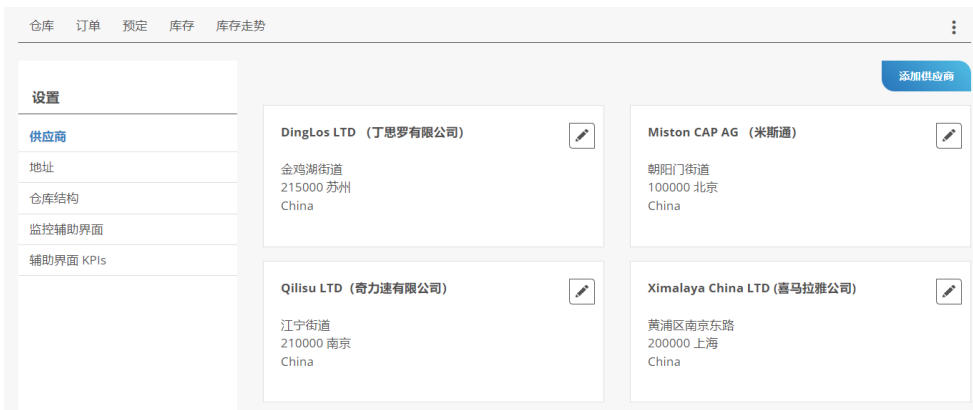 仓库 订单 预定 库存 库存走势
添加供应商
设置
供应商
地址
仓库结构
监控辅助界面
辅助界面 KPIs
DingLos LTD （丁思罗有限公司）
金鸡湖街道
215000 苏州
China
Miston CAP AG （米斯通）
朝阳门街道
100000 北京
China
Qilisu LTD（奇力速有限公司）
江宁街道
210000 南京
China
Ximalaya China LTD (喜马拉雅公司)
黄浦区南京东路
200000 上海
China